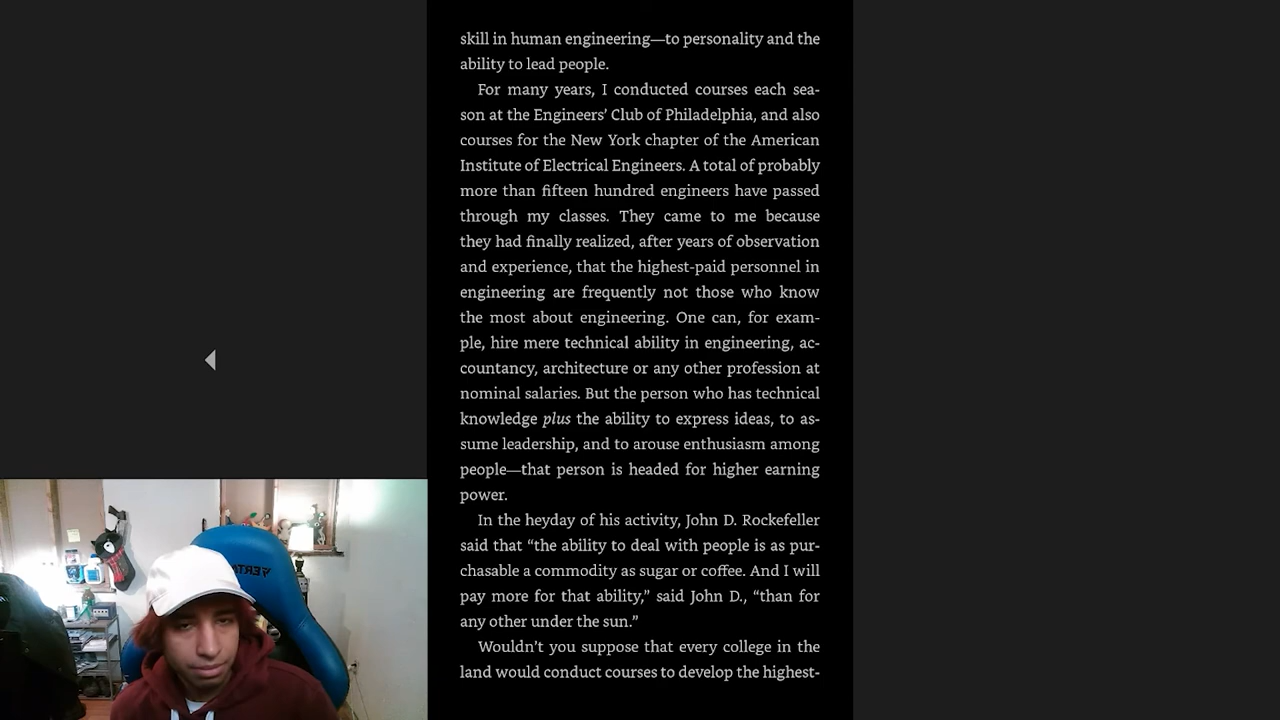 skill in human engineering—to personality and the
ability to lead people.
For many years, I conducted courses each sea-
son at the Engineers’ Club of Philadelphia, and also
courses for the New York chapter of the American
Institute of Electrical Engineers. A total of probably
more than fifteen hundred engineers have passed
through my classes. They came to me because
they had finally realized, after years of observation
and experience, that the highest-paid personnel in
engineering are frequently not those who know
the most about engineering. One can, for exam-
ple, hire mere technical ability in engineering, ac-
countancy, architecture or any other profession at
nominal salaries. But the person who has technical
knowledge plus the ability to express ideas, to as-
sume leadership, and to arouse enthusiasm among
people—that person is headed for higher earning
power.
In the heyday of his activity, John D. Rockefeller
said that “the ability to deal with people is as pur-
chasable a commodity as sugar or coffee. And I will
pay more for that ability,” said John D., “than for
any other under the sun.”
Wouldn’t you suppose that every college in the
land would conduct courses to develop the highest-